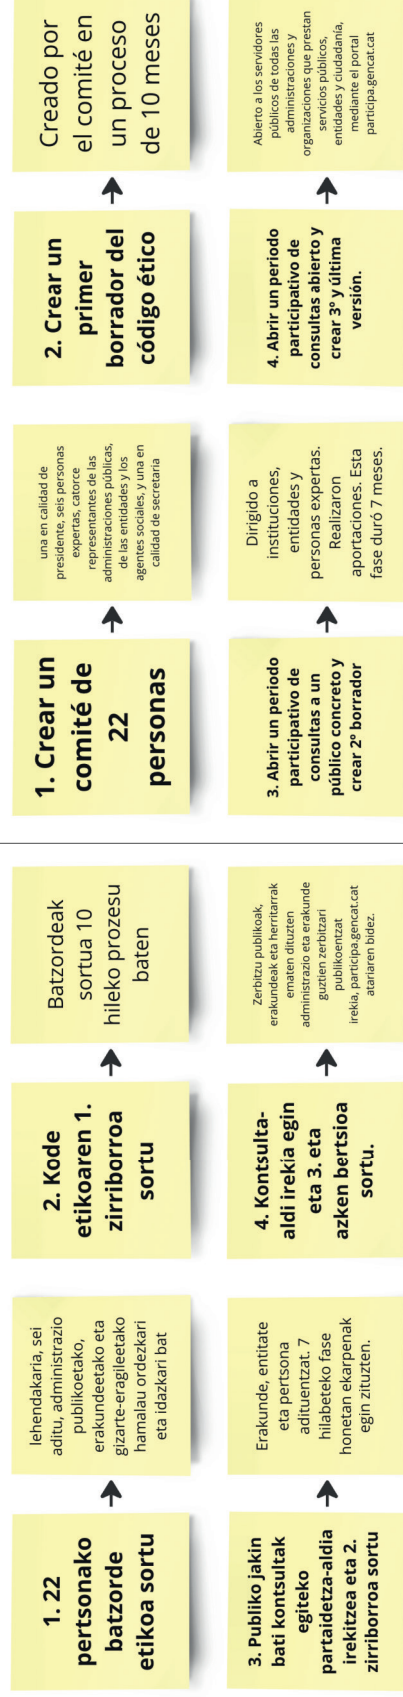 1. 22
pertsonako
batzorde
etikoa sortu
lehendakaria, sei
aditu, administrazio
publikoetako,
erakundeetako eta
gizarte-eragileetako
hamalau ordezkari
eta idazkari bat
2. Kode
etikoaren 1.
zirriborroa
sortu
Batzordeak
sortua 10
hileko prozesu
baten
3. Publiko jakin
bati kontsultak
egiteko
partaidetza-aldia
irekitzea eta 2.
zirriborroa sortu
Erakunde, entitate
eta pertsona
adituentzat. 7
hilabeteko fase
honetan ekarpenak
egin zituzten.
4. Kontsulta-
aldi irekia egin
eta 3. eta
azken bertsioa
sortu.
Zerbitzu publikoak,
erakundeak eta herritarrak
ematen dituzten
administrazio eta erakunde
guztien zerbitzari
publikoentzat
irekia, participa.gencat.cat
atariaren bidez.
1. Crear un
comité de
22
personas
una en calidad de
presidente, seis personas
expertas, catorce
representantes de las
administraciones públicas,
de las entidades y los
agentes sociales, y una en
calidad de secretaria
2. Crear un
primer
borrador del
código ético
Creado por
el comité en
un proceso
de 10 meses
3. Abrir un periodo
participativo de
consultas a un
público concreto y
crear 2º borrador
Dirigido a
instituciones,
entidades y
personas expertas.
Realizaron
aportaciones. Esta
fase duró 7 meses.
4. Abrir un periodo
participativo de
consultas abierto y
crear 3º y última
versión.
Abierto a los servidores
públicos de todas las
administraciones y
organizaciones que prestan
servicios públicos,
entidades y ciudadanía,
mediante el portal
participa.gencat.cat